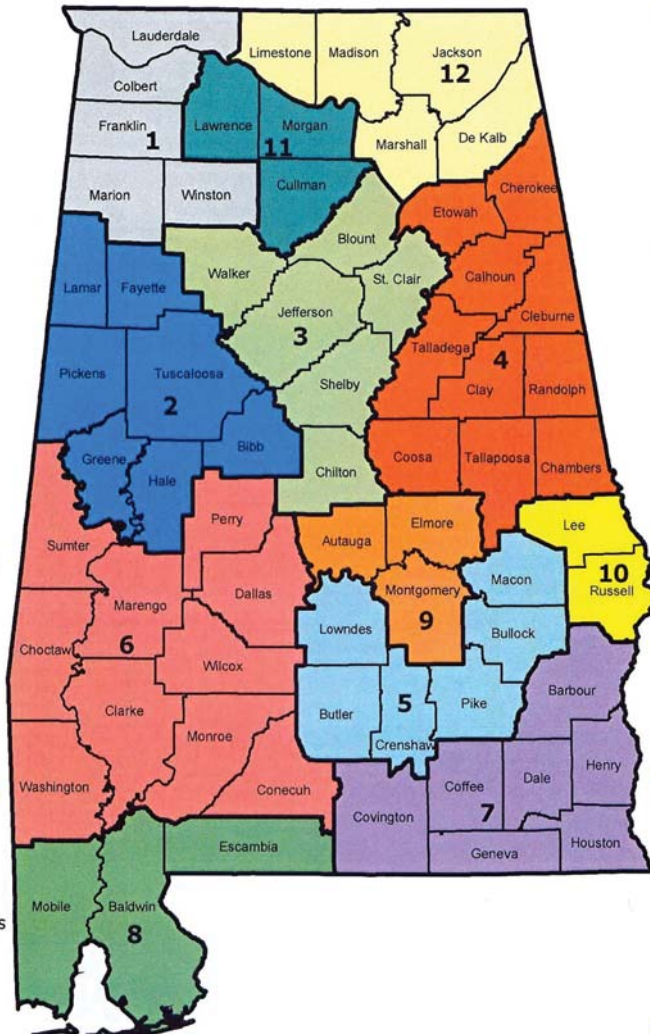 Lauderdale
Limestone
Madison
Jackson
12
Colbert
Franklin
1
Lawrence
Morgan
11
Marshall
De Kalb
Marion
Winston
Cullman
Cherokee
Etowah
Blount
Walker
St. Clair
Calhoun
Lamar
Fayette
Jefferson
3
Cleburne
Talladega
4
Pickens
Tuscaloosa
2
Shelby
Clay
Randolph
Bibb
Greene
Hale
Chilton
Coosa
Tallapoosa
Chambers
Perry
Autauga
Elmore
Lee
Sumter
Macon
10
Russell
Marengo
Dallas
Montgomery
9
Lowndes
Bullock
Choctaw
6
Wilcox
Barbour
Clarke
Butler
5
Pike
Monroe
Crenshaw
Henry
Washington
Conecuh
Coffee
Dale
Covington
7
Escambia
Geneva
Houston
Mobile
Baldwin
8
s